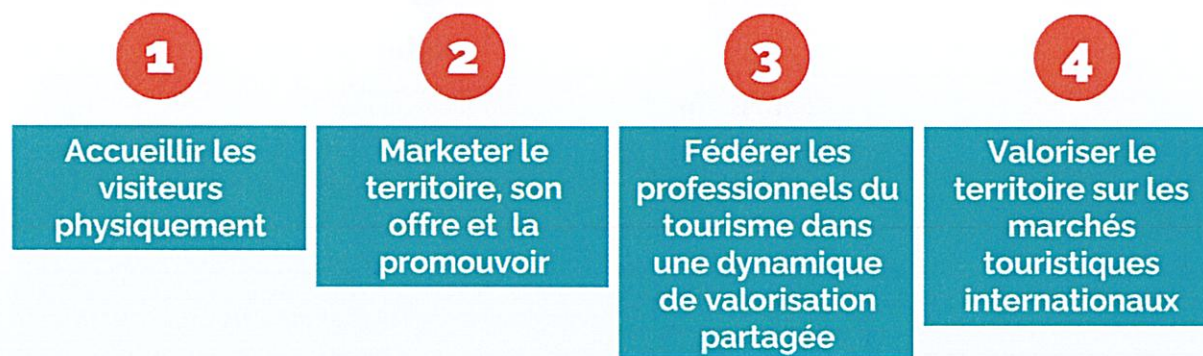 1
Accueillir les
visiteurs
physiquement
2
Marketer le
territoire, son
offre et la
promouvoir
3
Fédérer les
professionnels du
tourisme dans
une dynamique
de valorisation
partagée
4
Valoriser le
territoire sur les
marchés
touristiques
internationaux